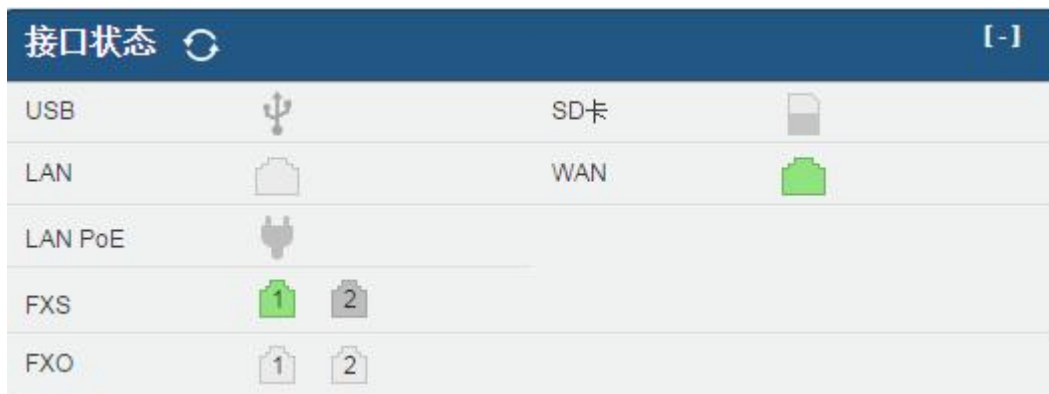 接口状态 [-]
USB SD卡
LAN WAN
LAN PoE
FXS 1 2
FXO 1 2